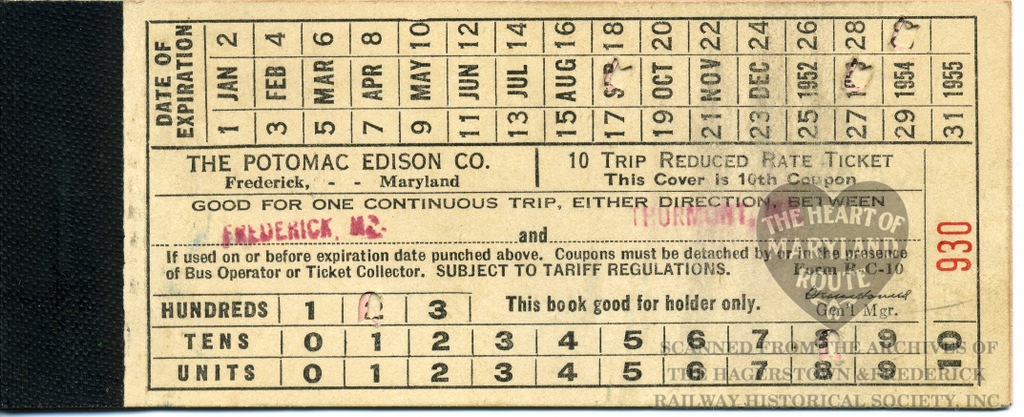 DATE OF EXPIRATION
2 4 6 8 10 12 14 16 18 20 22 24 26 28
JAN FEB MAR APR MAY JUN JUL AUG OCT NOV DEC 1952 1954 1955
1 3 5 7 9 11 13 15 17 19 21 23 25 27 29 31
THE POTOMAC EDISON CO.
Frederick, - - Maryland
10 TRIP REDUCED RATE TICKET
This Cover is 10th Coupon
GOOD FOR ONE CONTINUOUS TRIP, EITHER DIRECTION, BETWEEN
FREDERICK, MD. and THURMONT,
If used on or before expiration date punched above. Coupons must be detached by or in the presence
of Bus Operator or Ticket Collector. SUBJECT TO TARIFF REGULATIONS.
Form R-C-10
Gen'l Mgr.
930
HUNDREDS 1 2 3 This book good for holder only.
TENS 0 1 2 3 4 5 6 7 8 9
UNITS 0 1 2 3 4 5 6 7 8 9
10
THE HEART OF
MARYLAND
ROUTE
SCANNED FROM THE ARCHIVES OF
THE HAGERSTOWN & FREDERICK
RAILWAY HISTORICAL SOCIETY, INC.